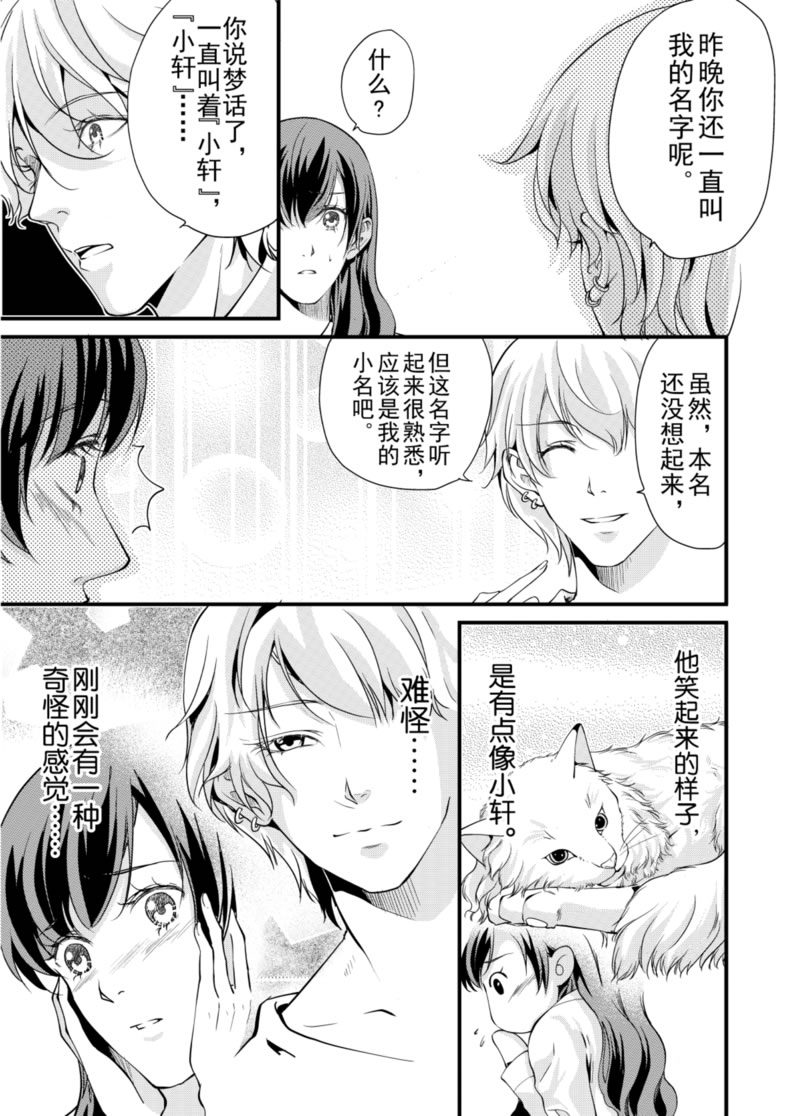 昨晚你还一直叫
我的名字呢。
什么？
你说梦话了，
一直叫着『小轩』，
『小轩』……
虽然，本名
还没想起来，
但这名字听
起来很熟悉，
应该是我的
小名吧。
他笑起来的样子，
是有点像小轩。
难怪……
刚刚会有一种
奇怪的感觉……